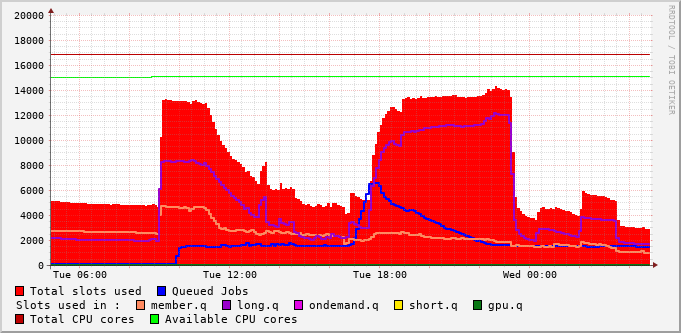 20000
18000
16000
14000
12000
10000
8000
6000
4000
2000
0
Tue 06:00 Tue 12:00 Tue 18:00 Wed 00:00
RRDTOOL / TOBI OETIKER
Total slots used Queued Jobs
Slots used in : member.q long.q ondemand.q short.q gpu.q
Total CPU cores Available CPU cores